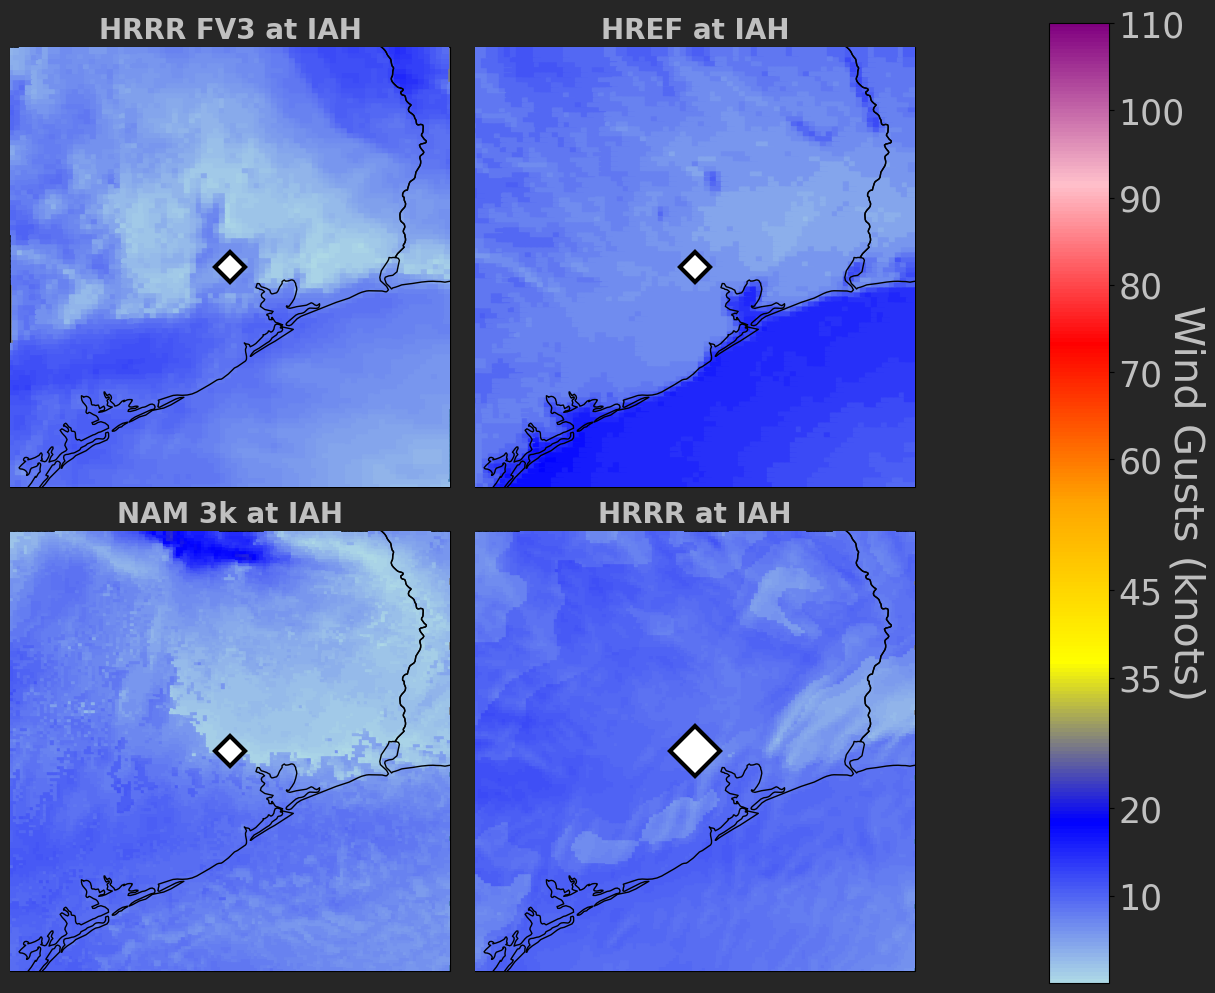 HRRR FV3 at IAH
HREF at IAH
NAM 3k at IAH
HRRR at IAH
110
100
90
80
70
60
45
35
20
10
Wind Gusts (knots)